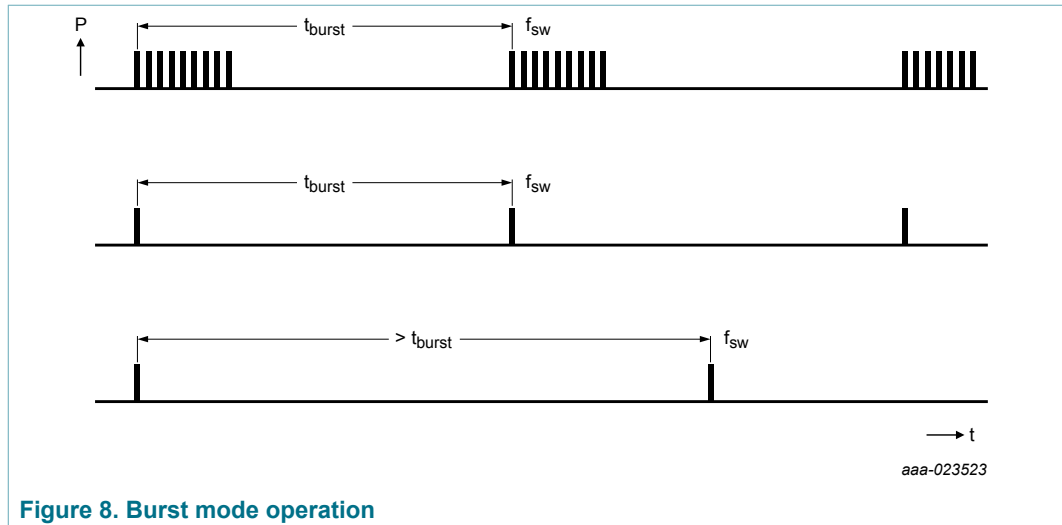 P
t_burst
f_sw
t_burst
f_sw
> t_burst
f_sw
t
aaa-023523
Figure 8. Burst mode operation